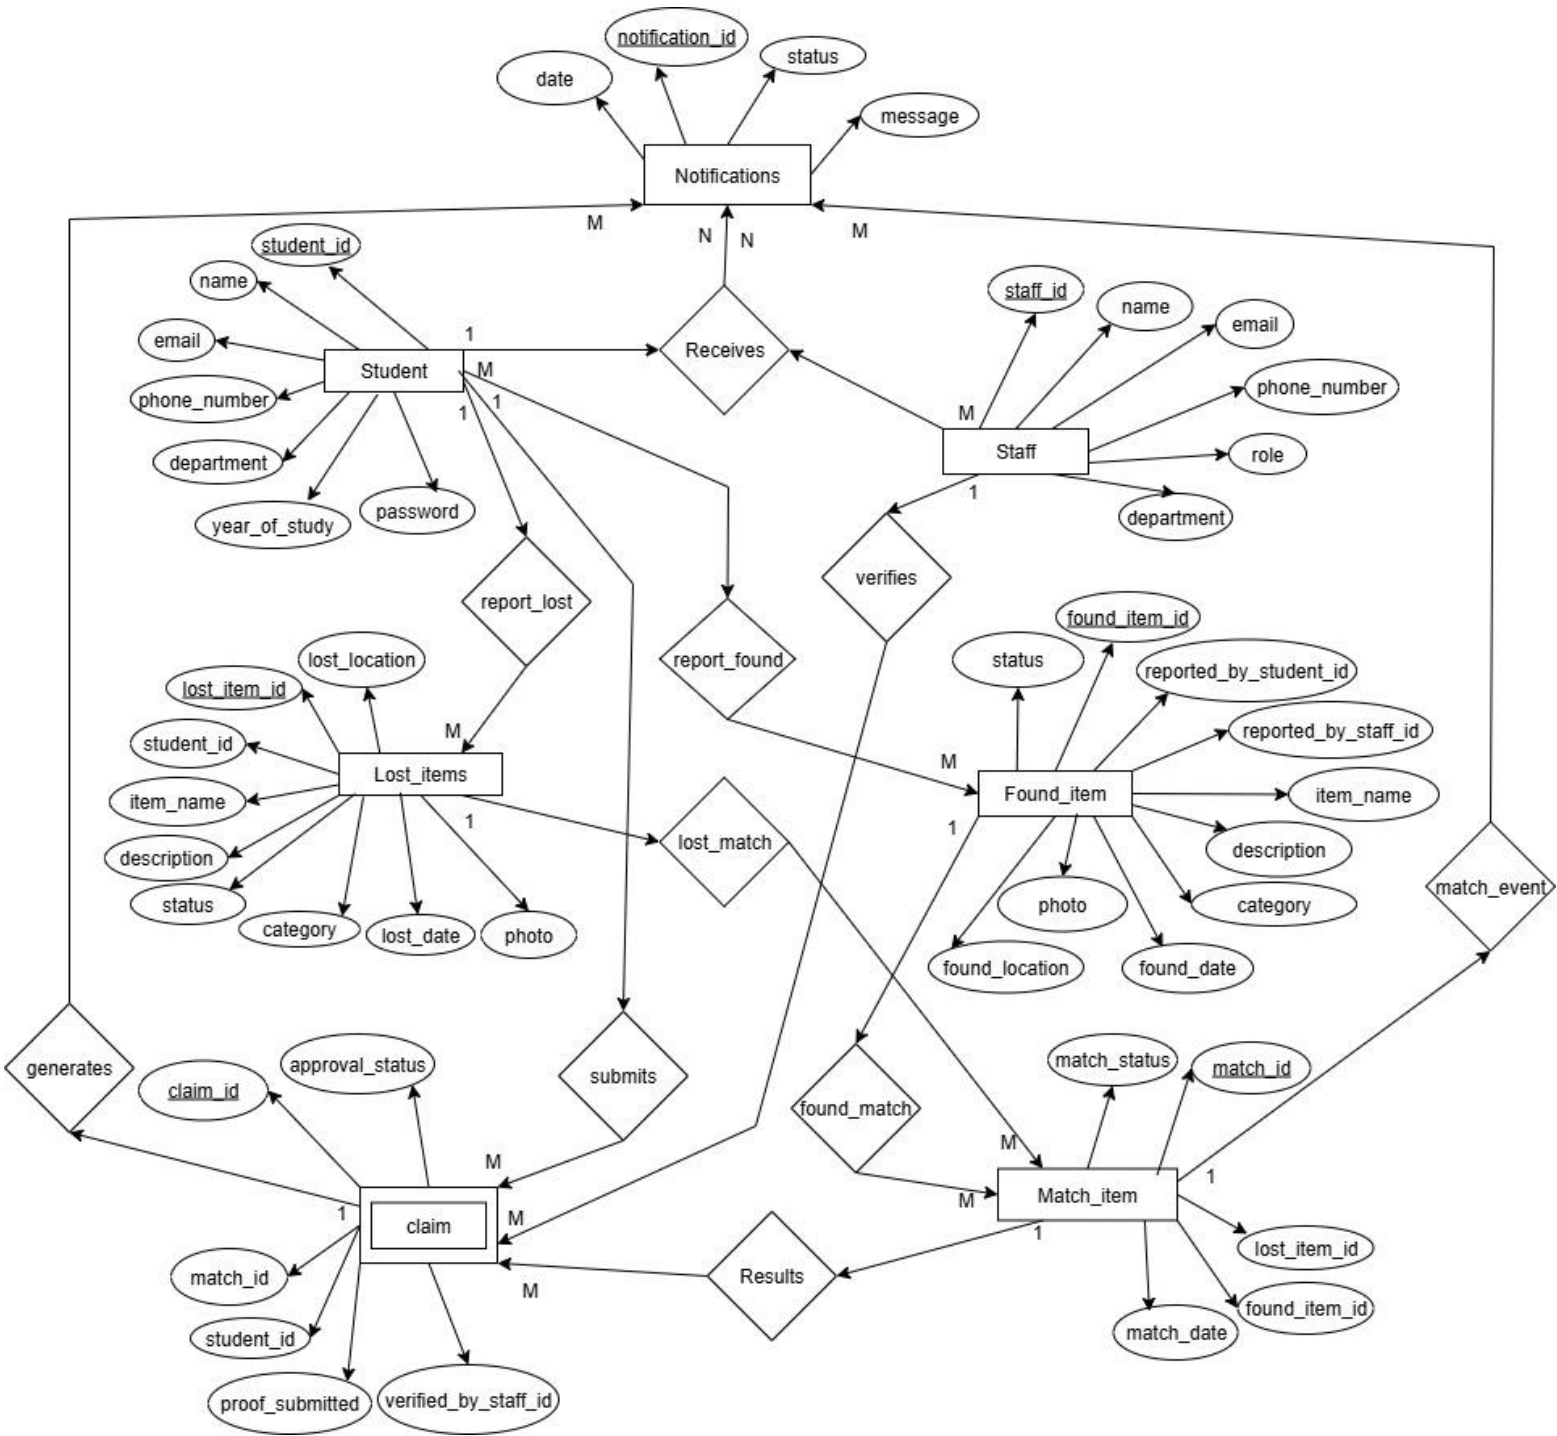 notification_id
status
date
message
Notifications
M
N
N
M
student_id
name
email
phone_number
department
year_of_study
password
Student
1
M
1
1
Receives
staff_id
name
email
phone_number
role
department
M
Staff
1
verifies
report_lost
report_found
lost_location
lost_item_id
student_id
item_name
description
status
category
lost_date
photo
M
Lost_items
1
lost_match
found_item_id
status
reported_by_student_id
reported_by_staff_id
item_name
description
category
found_date
photo
found_location
M
Found_item
1
match_event
generates
submits
found_match
approval_status
claim_id
M
M
claim
1
match_id
student_id
proof_submitted
verified_by_staff_id
M
Results
match_status
match_id
M
M
Match_item
1
1
lost_item_id
found_item_id
match_date